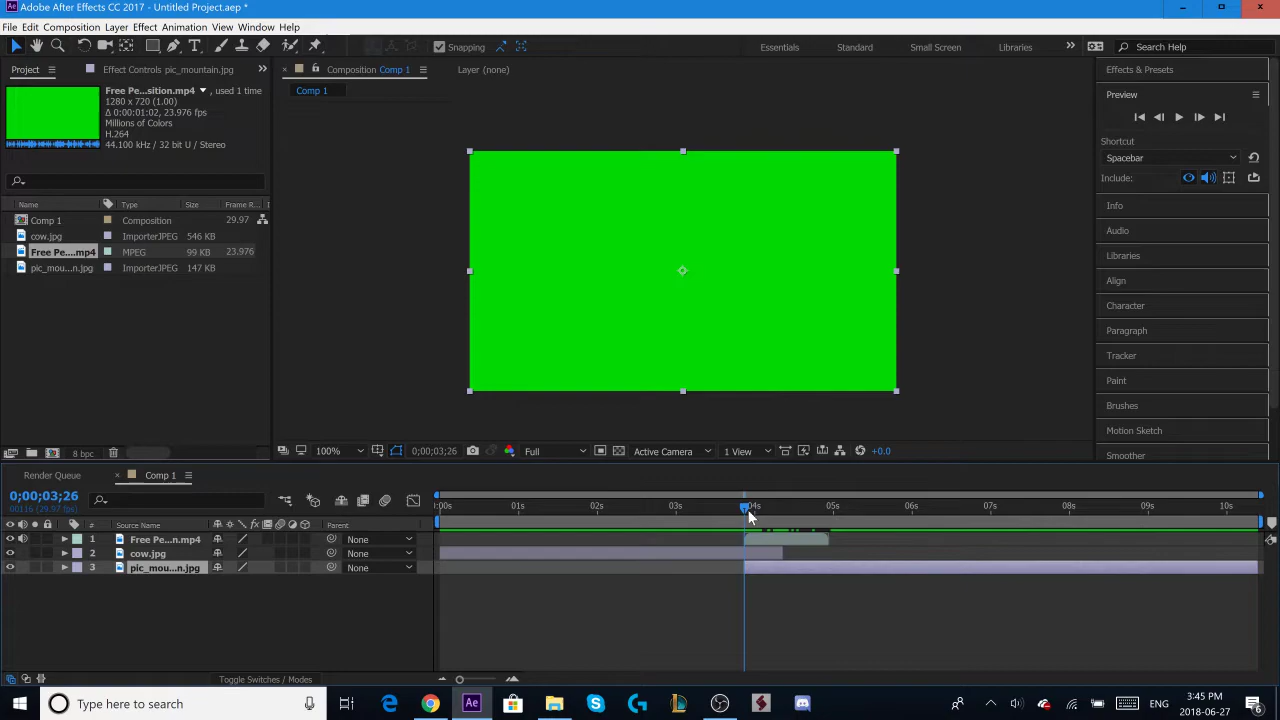 Adobe After Effects CC 2017 - Untitled Project.aep *
File Edit Composition Layer Effect Animation View Window Help
Snapping
Essentials Standard Small Screen Libraries
Search Help
Project
Effect Controls pic_mountain.jpg
Composition Comp 1
Layer (none)
Effects & Presets
Free Pe...sition.mp4 ▼, used 1 time
1280 x 720 (1.00)
Δ 0:00:01:02, 23.976 fps
Millions of Colors
H.264
44.100 kHz / 32 bit U / Stereo
Comp 1
Preview
Shortcut
Spacebar
Include:
Name Type Size Frame R...
Comp 1 Composition 29.97
cow.jpg ImporterJPEG 546 KB
Free Pe....mp4 MPEG 99 KB 23.976
pic_mou...n.jpg ImporterJPEG 147 KB
Info
Audio
Libraries
Align
Character
Paragraph
Tracker
Paint
Brushes
Motion Sketch
Smoother
8 bpc
100% 0;00;03;26 Full Active Camera 1 View +0.0
Render Queue
Comp 1
0;00;03;26
00116 (29.97 fps)
:00s 01s 02s 03s 04s 05s 06s 07s 08s 09s 10s
# Source Name Parent
1 Free Pe...n.mp4 None
2 cow.jpg None
3 pic_mou...n.jpg None
Toggle Switches / Modes
Type here to search
ENG
3:45 PM
2018-06-27